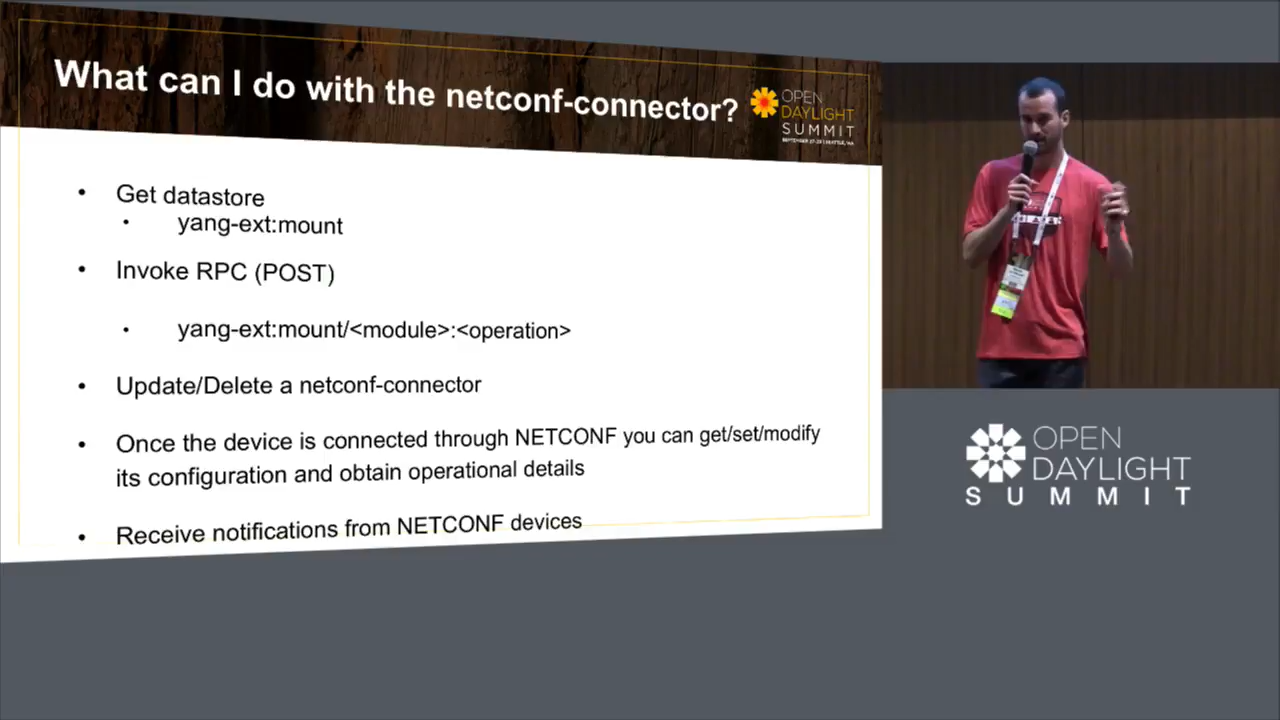 What can I do with the netconf-connector?
OPEN
DAYLIGHT
SUMMIT
• Get datastore
• yang-ext:mount
• Invoke RPC (POST)
• yang-ext:mount/<module>:<operation>
• Update/Delete a netconf-connector
• Once the device is connected through NETCONF you can get/set/modify
its configuration and obtain operational details
• Receive notifications from NETCONF devices
OPEN
DAYLIGHT
SUMMIT